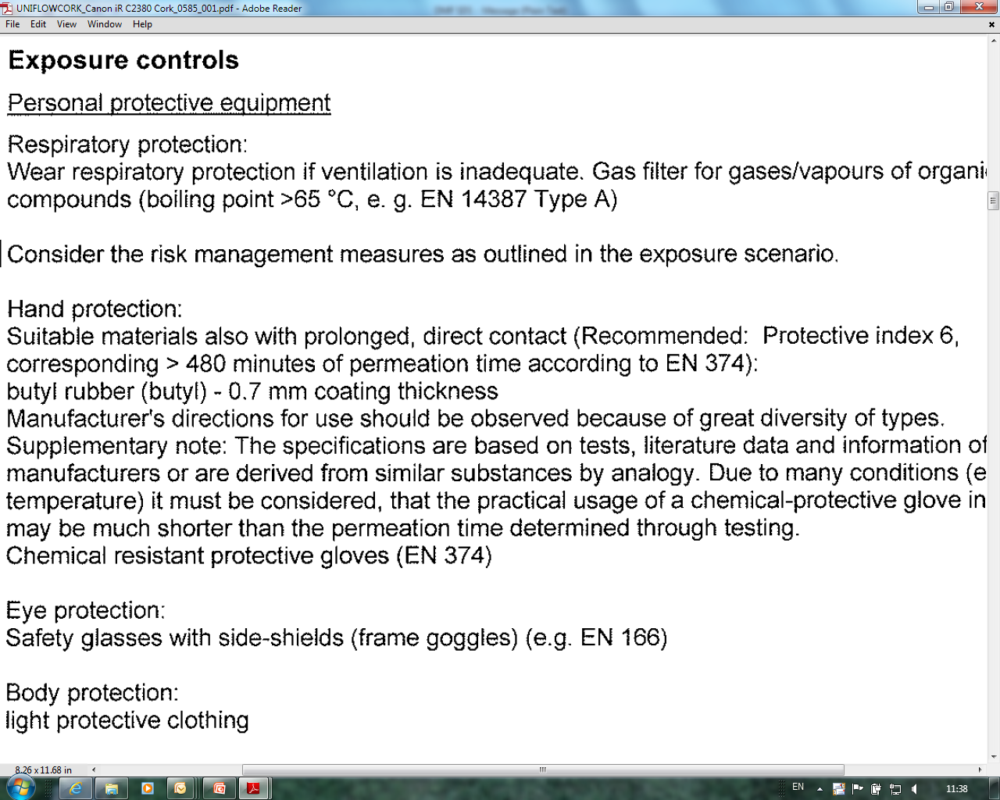 UNIFLOWCORK_Canon iR C2380 Cork_0585_001.pdf - Adobe Reader
File Edit View Window Help
Exposure controls
Personal protective equipment
Respiratory protection:
Wear respiratory protection if ventilation is inadequate. Gas filter for gases/vapours of organi
compounds (boiling point >65 °C, e. g. EN 14387 Type A)
Consider the risk management measures as outlined in the exposure scenario.
Hand protection:
Suitable materials also with prolonged, direct contact (Recommended: Protective index 6,
corresponding > 480 minutes of permeation time according to EN 374):
butyl rubber (butyl) - 0.7 mm coating thickness
Manufacturer's directions for use should be observed because of great diversity of types.
Supplementary note: The specifications are based on tests, literature data and information of
manufacturers or are derived from similar substances by analogy. Due to many conditions (e
temperature) it must be considered, that the practical usage of a chemical-protective glove in
may be much shorter than the permeation time determined through testing.
Chemical resistant protective gloves (EN 374)
Eye protection:
Safety glasses with side-shields (frame goggles) (e.g. EN 166)
Body protection:
light protective clothing
8.26 x 11.68 in
EN 11:38